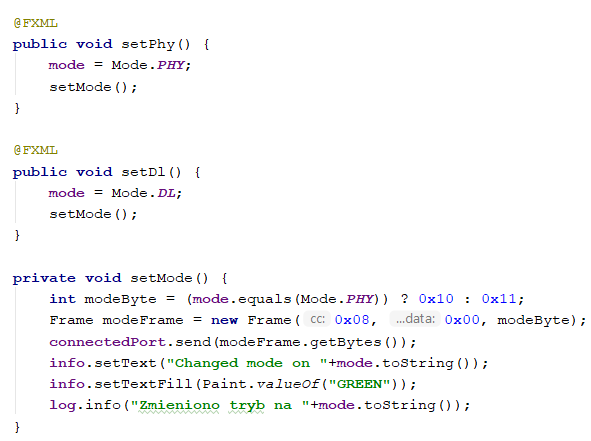 @FXML
public void setPhy() {
    mode = Mode.PHY;
    setMode();
}

@FXML
public void setDl() {
    mode = Mode.DL;
    setMode();
}

private void setMode() {
    int modeByte = (mode.equals(Mode.PHY)) ? 0x10 : 0x11;
    Frame modeFrame = new Frame( cc: 0x08, ...data: 0x00, modeByte);
    connectedPort.send(modeFrame.getBytes());
    info.setText("Changed mode on "+mode.toString());
    info.setTextFill(Paint.valueOf("GREEN"));
    log.info("Zmieniono tryb na "+mode.toString());
}